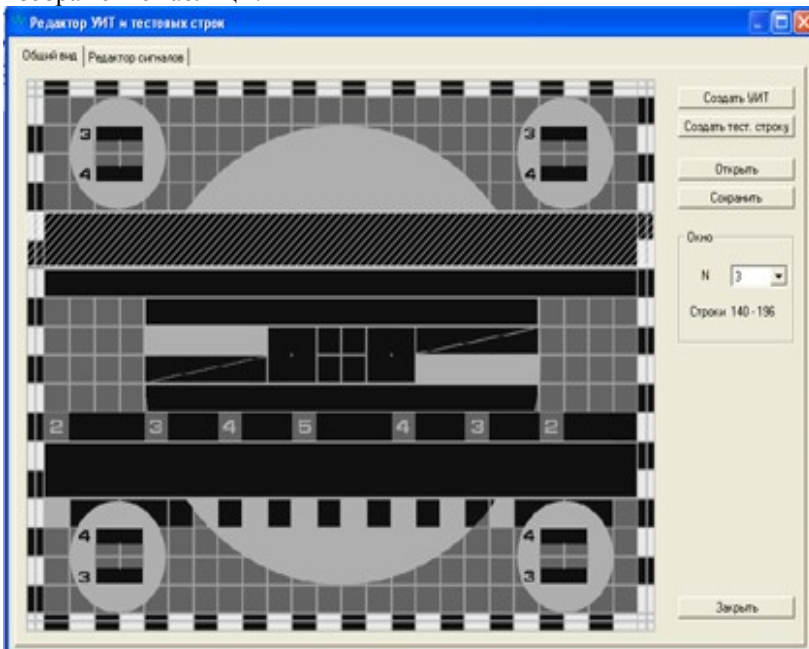 Редактор УИТ и тестовых строк
Общий вид
Редактор сигналов
Создать УИТ
Создать тест. строку
Открыть
Сохранить
Окно
N 3
Строки 140 - 196
Закрыть
3 3
4 4
2 3 4 5 4 3 2
4 4
3 3